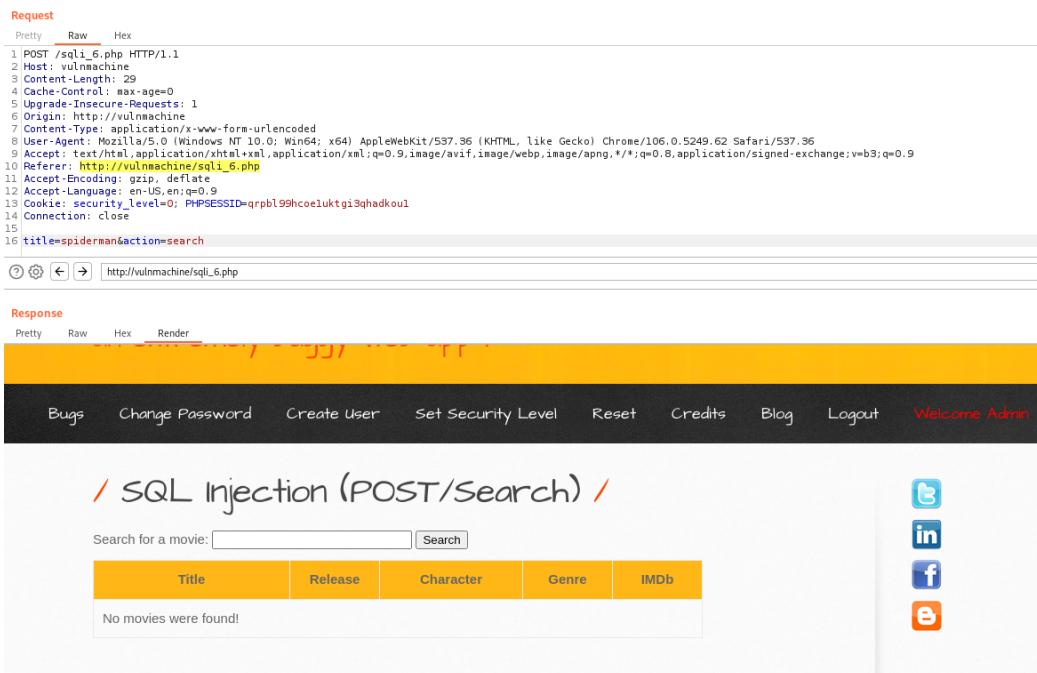 Request
Pretty Raw Hex
1 POST /sqli_6.php HTTP/1.1
2 Host: vulnmachine
3 Content-Length: 29
4 Cache-Control: max-age=0
5 Upgrade-Insecure-Requests: 1
6 Origin: http://vulnmachine
7 Content-Type: application/x-www-form-urlencoded
8 User-Agent: Mozilla/5.0 (Windows NT 10.0; Win64; x64) AppleWebKit/537.36 (KHTML, like Gecko) Chrome/106.0.5249.62 Safari/537.36
9 Accept: text/html,application/xhtml+xml,application/xml;q=0.9,image/avif,image/webp,image/apng,*/*;q=0.8,application/signed-exchange;v=b3;q=0.9
10 Referer: http://vulnmachine/sqli_6.php
11 Accept-Encoding: gzip, deflate
12 Accept-Language: en-US,en;q=0.9
13 Cookie: security_level=0; PHPSESSID=qrpbl99hcoe1uktgi3qhadkou1
14 Connection: close
15
16 title=spiderman&action=search
http://vulnmachine/sqli_6.php
Response
Pretty Raw Hex Render
Bugs Change Password Create User Set Security Level Reset Credits Blog Logout Welcome Admin
/ SQL Injection (POST/Search) /
Search for a movie: Search
Title Release Character Genre IMDb
No movies were found!